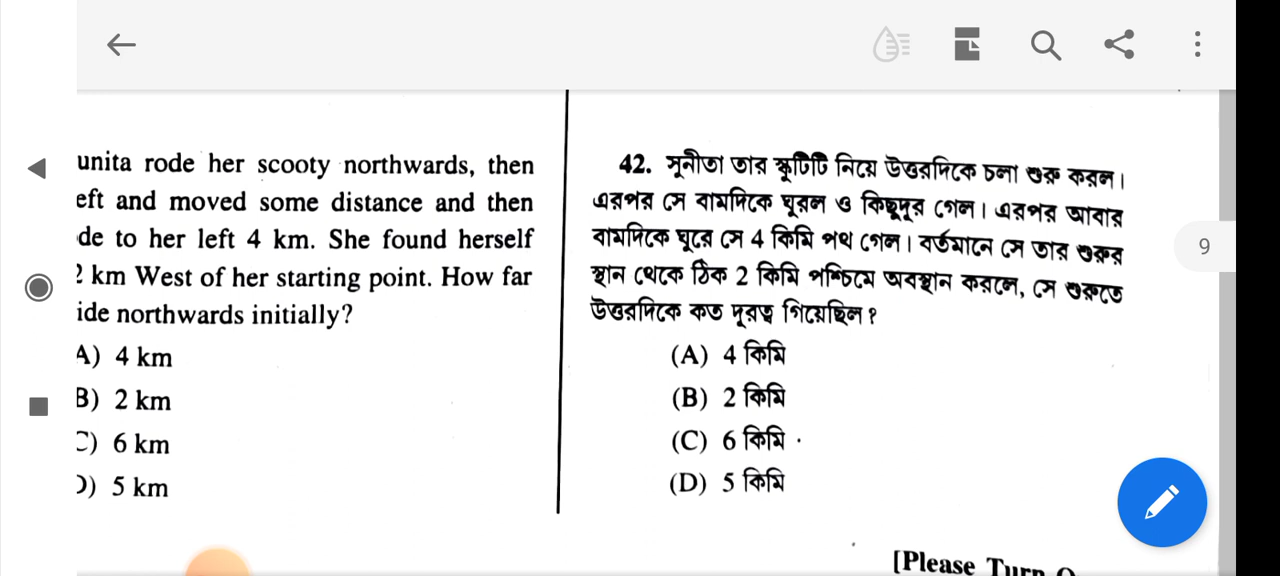 unita rode her scooty northwards, then
eft and moved some distance and then
de to her left 4 km. She found herself
2 km West of her starting point. How far
ide northwards initially?
A) 4 km
B) 2 km
C) 6 km
D) 5 km
42. সুনীতা তার স্কুটিটি নিয়ে উত্তরদিকে চলা শুরু করল।
এরপর সে বামদিকে ঘুরল ও কিছুদূর গেল। এরপর আবার
বামদিকে ঘুরে সে 4 কিমি পথ গেল। বর্তমানে সে তার শুরুর
স্থান থেকে ঠিক 2 কিমি পশ্চিমে অবস্থান করলে, সে শুরুতে
উত্তরদিকে কত দূরত্ব গিয়েছিল?
(A) 4 কিমি
(B) 2 কিমি
(C) 6 কিমি
(D) 5 কিমি
9
[Please Turn O